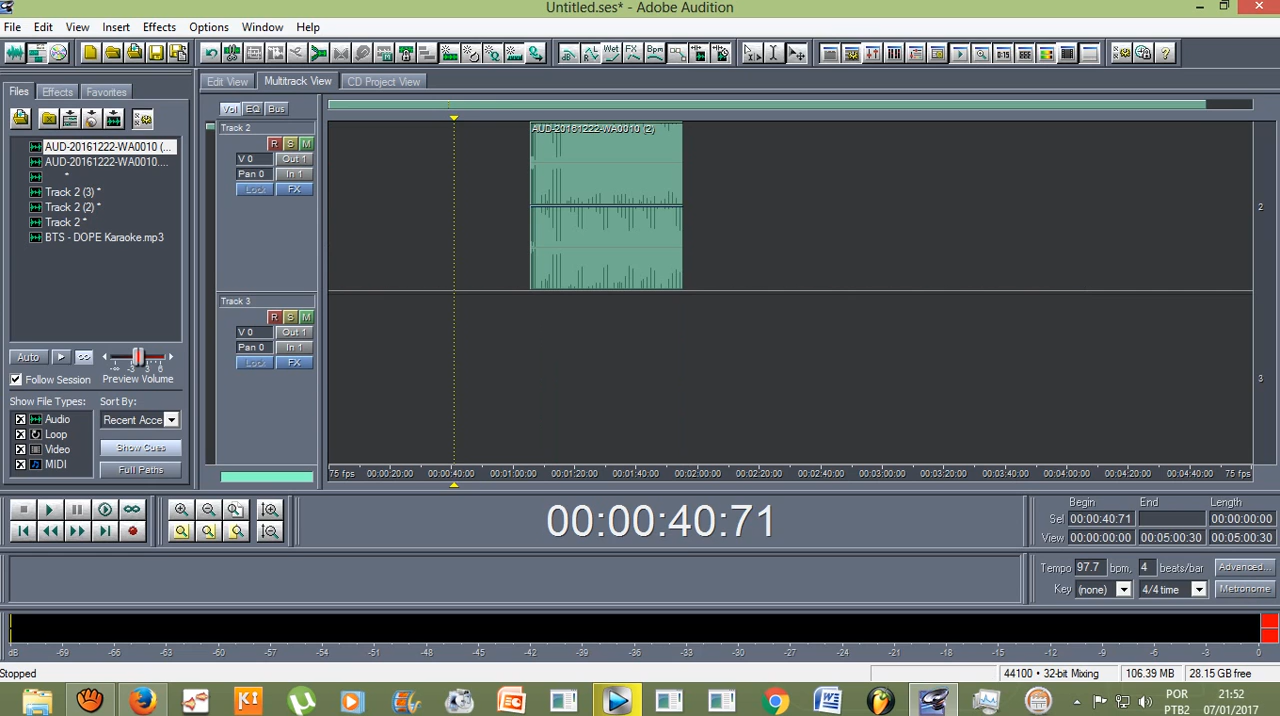 Untitled.ses* - Adobe Audition
File Edit View Insert Effects Options Window Help
Edit View Multitrack View CD Project View
Files Effects Favorites
Vol EQ Bus
AUD-20161222-WA0010 (...
AUD-20161222-WA0010....
*
Track 2 (3) *
Track 2 (2) *
Track 2 *
BTS - DOPE Karaoke.mp3
Auto
Follow Session
-∞ -3 3 6
Preview Volume
Show File Types:
Sort By:
Audio
Loop
Video
MIDI
Recent Acce
Show Cues
Full Paths
Track 2
R S M
V 0 Out 1
Pan 0 In 1
Lock FX
AUD-20161222-WA0010 (2)
2
Track 3
R S M
V 0 Out 1
Pan 0 In 1
Lock FX
3
75 fps 00:00:20:00 00:00:40:00 00:01:00:00 00:01:20:00 00:01:40:00 00:02:00:00 00:02:20:00 00:02:40:00 00:03:00:00 00:03:20:00 00:03:40:00 00:04:00:00 00:04:20:00 00:04:40:00 75 fps
00:00:40:71
Begin End Length
Sel 00:00:40:71 00:00:00:00
View 00:00:00:00 00:05:00:30 00:05:00:30
Tempo 97.7 bpm, 4 beats/bar Advanced...
Key (none) 4/4 time Metronome
dB -69 -66 -63 -60 -57 -54 -51 -48 -45 -42 -39 -36 -33 -30 -27 -24 -21 -18 -15 -12 -9 -6 -3 0
Stopped
44100 • 32-bit Mixing 106.39 MB 28.15 GB free
POR
PTB2
21:52
07/01/2017